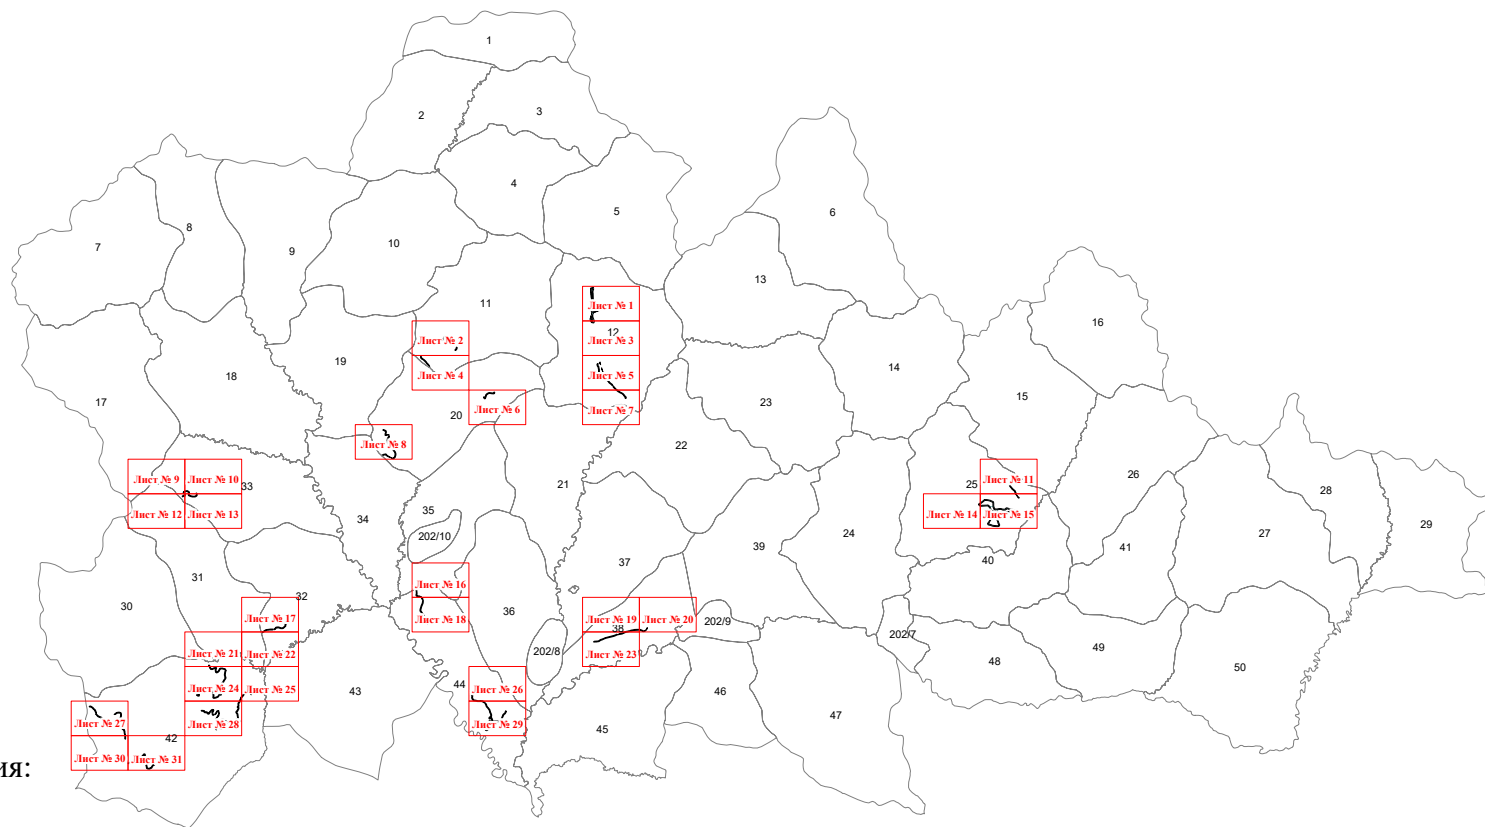 1
2
3
4
5
6
7
8
9
10
11
12
13
14
15
16
17
18
19
20
21
22
23
24
25
26
27
28
29
30
31
32
33
34
35
36
37
38
39
40
41
42
43
44
45
46
47
48
49
50
202/10
202/8
202/9
202/7
Лист № 1
Лист № 2
Лист № 3
Лист № 4
Лист № 5
Лист № 6
Лист № 7
Лист № 8
Лист № 9
Лист № 10
Лист № 11
Лист № 12
Лист № 13
Лист № 14
Лист № 15
Лист № 16
Лист № 17
Лист № 18
Лист № 19
Лист № 20
Лист № 21
Лист № 22
Лист № 23
Лист № 24
Лист № 25
Лист № 26
Лист № 27
Лист № 28
Лист № 29
Лист № 30
Лист № 31
ия: